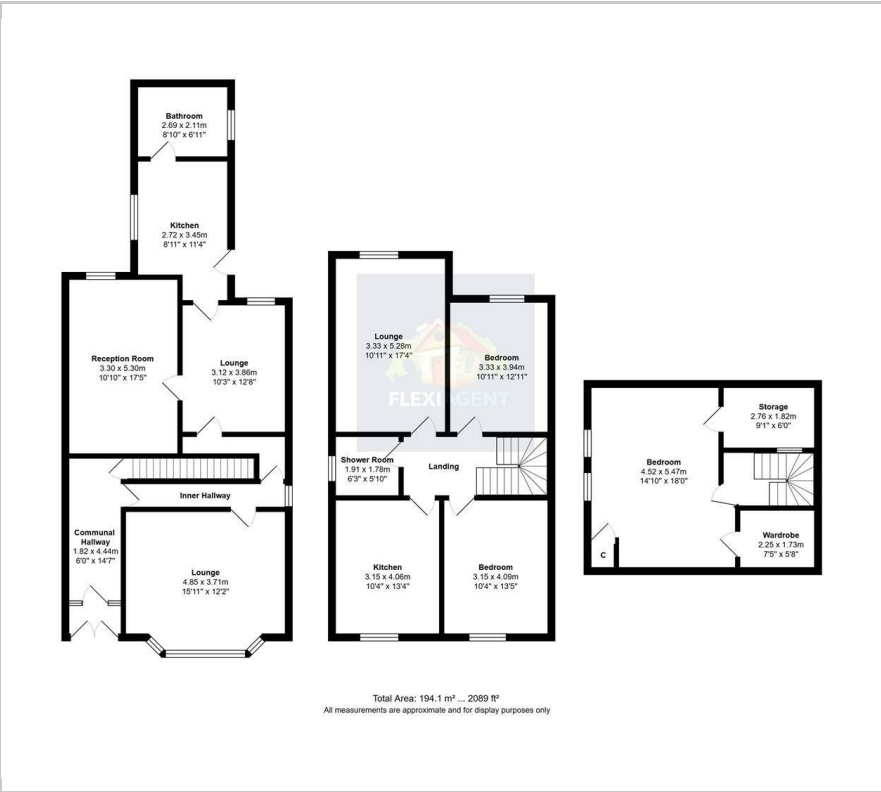 Bathroom
2.69 x 2.11m
8'10" x 6'11"
Kitchen
2.72 x 3.45m
8'11" x 11'4"
Reception Room
3.30 x 5.30m
10'10" x 17'5"
Lounge
3.12 x 3.86m
10'3" x 12'8"
Inner Hallway
Communal
Hallway
1.82 x 4.44m
6'0" x 14'7"
Lounge
4.85 x 3.71m
15'11" x 12'2"
Lounge
3.33 x 5.28m
10'11" x 17'4"
Bedroom
3.33 x 3.94m
10'11" x 12'11"
FLEXI AGENT
Shower Room
1.91 x 1.78m
6'3" x 5'10"
Landing
Kitchen
3.15 x 4.06m
10'4" x 13'4"
Bedroom
3.15 x 4.09m
10'4" x 13'5"
Storage
2.76 x 1.82m
9'1" x 6'0"
Bedroom
4.52 x 5.47m
14'10" x 18'0"
Wardrobe
2.25 x 1.73m
7'5" x 5'8"
C
Total Area: 194.1 m² ... 2089 ft²
All measurements are approximate and for display purposes only